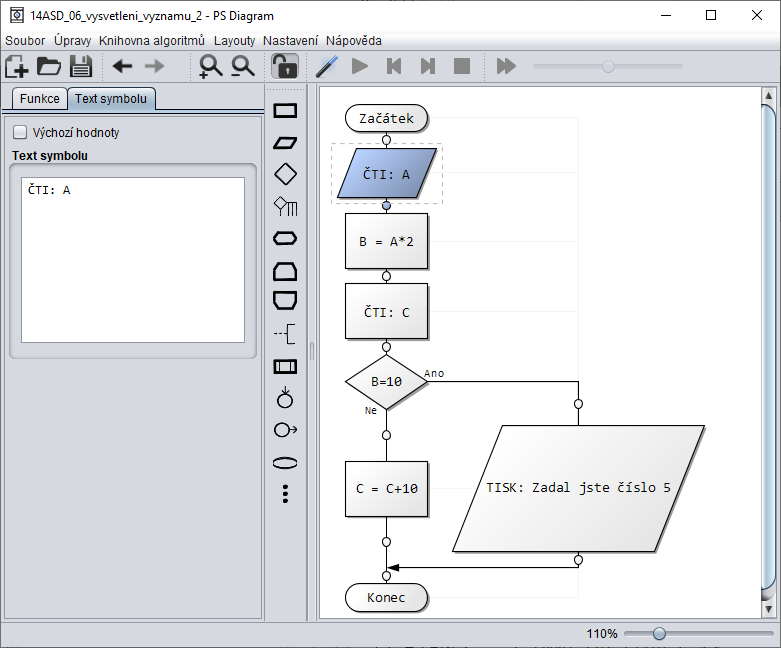 14ASD_06_vysvetleni_vyznamu_2 - PS Diagram
Soubor Úpravy Knihovna algoritmů Layouty Nastavení Nápověda
Funkce Text symbolu
Výchozí hodnoty
Text symbolu
ČTI: A
Začátek
ČTI: A
B = A*2
ČTI: C
B=10
Ano
Ne
C = C+10
TISK: Zadal jste číslo 5
Konec
110%